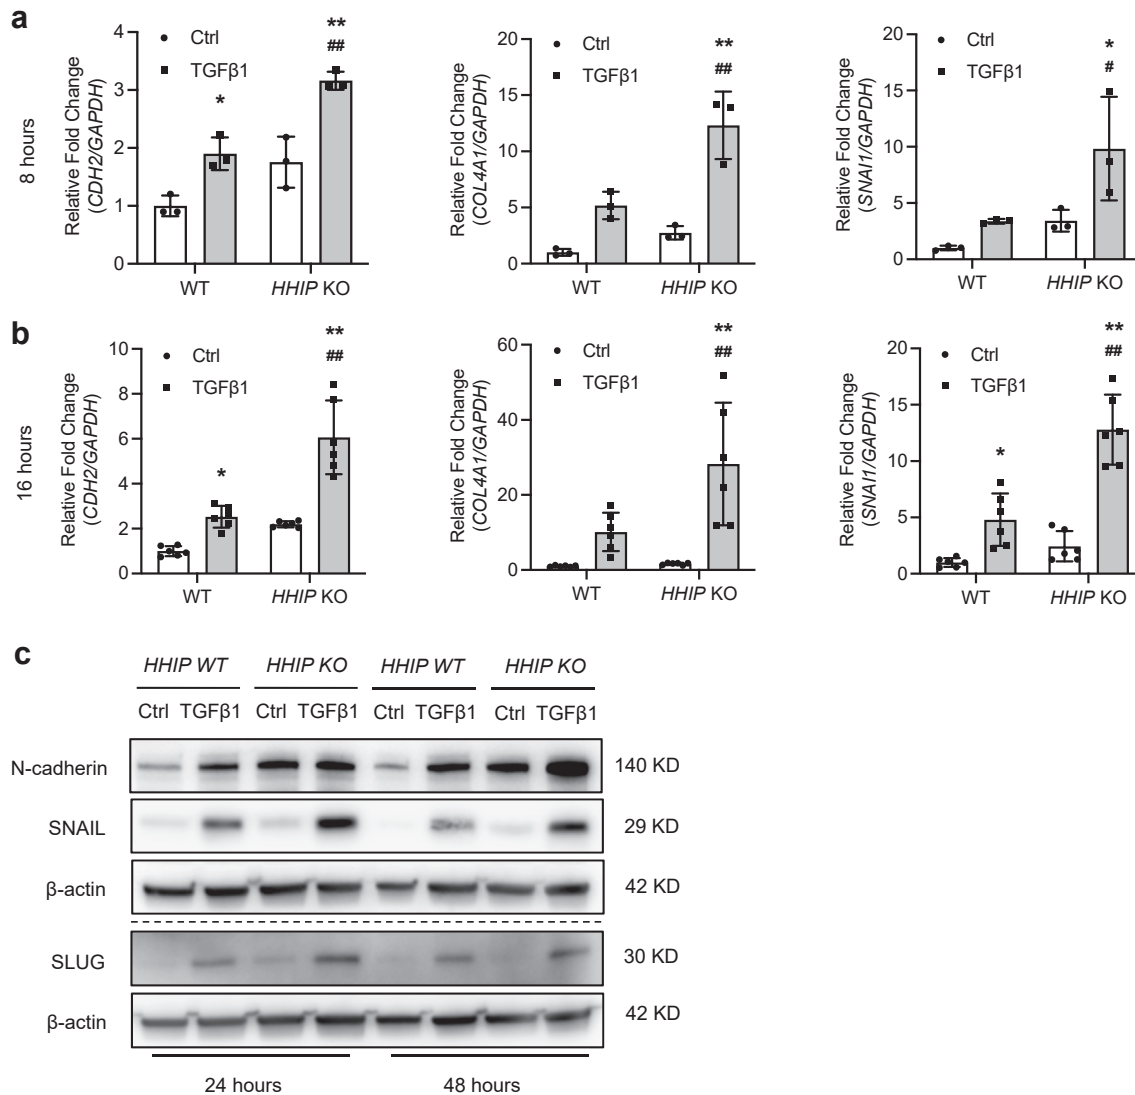 a
8 hours
Relative Fold Change
(CDH2/GAPDH)
4
3
2
1
0
Ctrl
TGFβ1
*
**
##
WT
HHIP KO
Relative Fold Change
(COL4A1/GAPDH)
20
15
10
5
0
Ctrl
TGFβ1
**
##
WT
HHIP KO
Relative Fold Change
(SNAI1/GAPDH)
20
15
10
5
0
Ctrl
TGFβ1
*
#
WT
HHIP KO
b
16 hours
Relative Fold Change
(CDH2/GAPDH)
10
8
6
4
2
0
Ctrl
TGFβ1
*
**
##
WT
HHIP KO
Relative Fold Change
(COL4A1/GAPDH)
60
40
20
0
Ctrl
TGFβ1
**
##
WT
HHIP KO
Relative Fold Change
(SNAI1/GAPDH)
20
15
10
5
0
Ctrl
TGFβ1
*
**
##
WT
HHIP KO
c
HHIP WT HHIP KO HHIP WT HHIP KO
Ctrl TGFβ1 Ctrl TGFβ1 Ctrl TGFβ1 Ctrl TGFβ1
N-cadherin 140 KD
SNAIL 29 KD
β-actin 42 KD
SLUG 30 KD
β-actin 42 KD
24 hours 48 hours